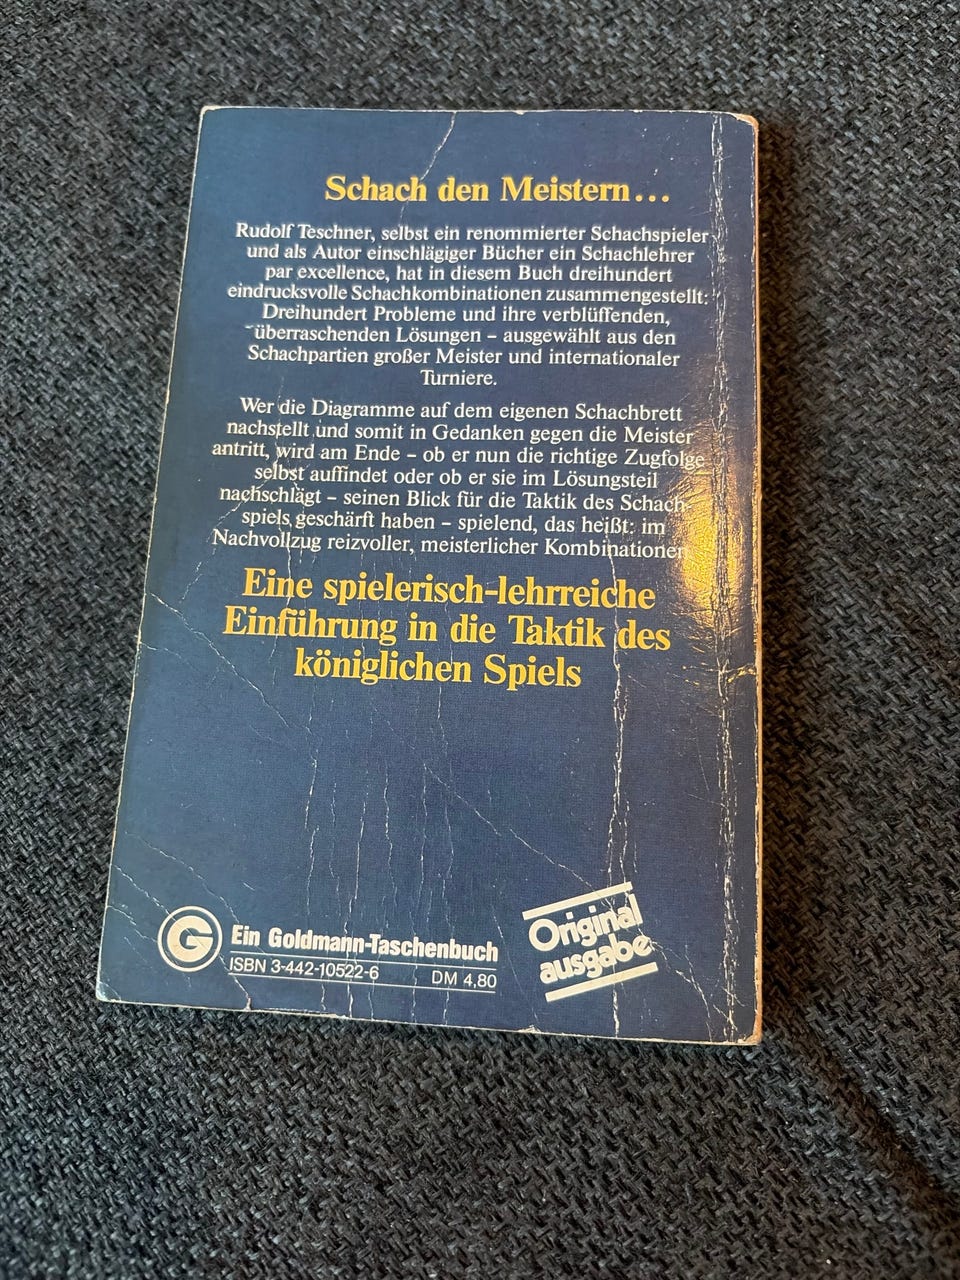 Schach den Meistern...
Rudolf Teschner, selbst ein renommierter Schachspieler
und als Autor einschlägiger Bücher ein Schachlehrer
par excellence, hat in diesem Buch dreihundert
eindrucksvolle Schachkombinationen zusammengestellt:
Dreihundert Probleme und ihre verblüffenden,
überraschenden Lösungen – ausgewählt aus den
Schachpartien großer Meister und internationaler
Turniere.
Wer die Diagramme auf dem eigenen Schachbrett
nachstellt und somit in Gedanken gegen die Meister
antritt, wird am Ende – ob er nun die richtige Zugfolge
selbst auffindet oder ob er sie im Lösungsteil
nachschlägt – seinen Blick für die Taktik des Schach-
spiels geschärft haben – spielend, das heißt: im
Nachvollzug reizvoller, meisterlicher Kombinationen
Eine spielerisch-lehrreiche
Einführung in die Taktik des
königlichen Spiels
G
Ein Goldmann-Taschenbuch
ISBN 3-442-10522-6 DM 4,80
Original
ausgabe